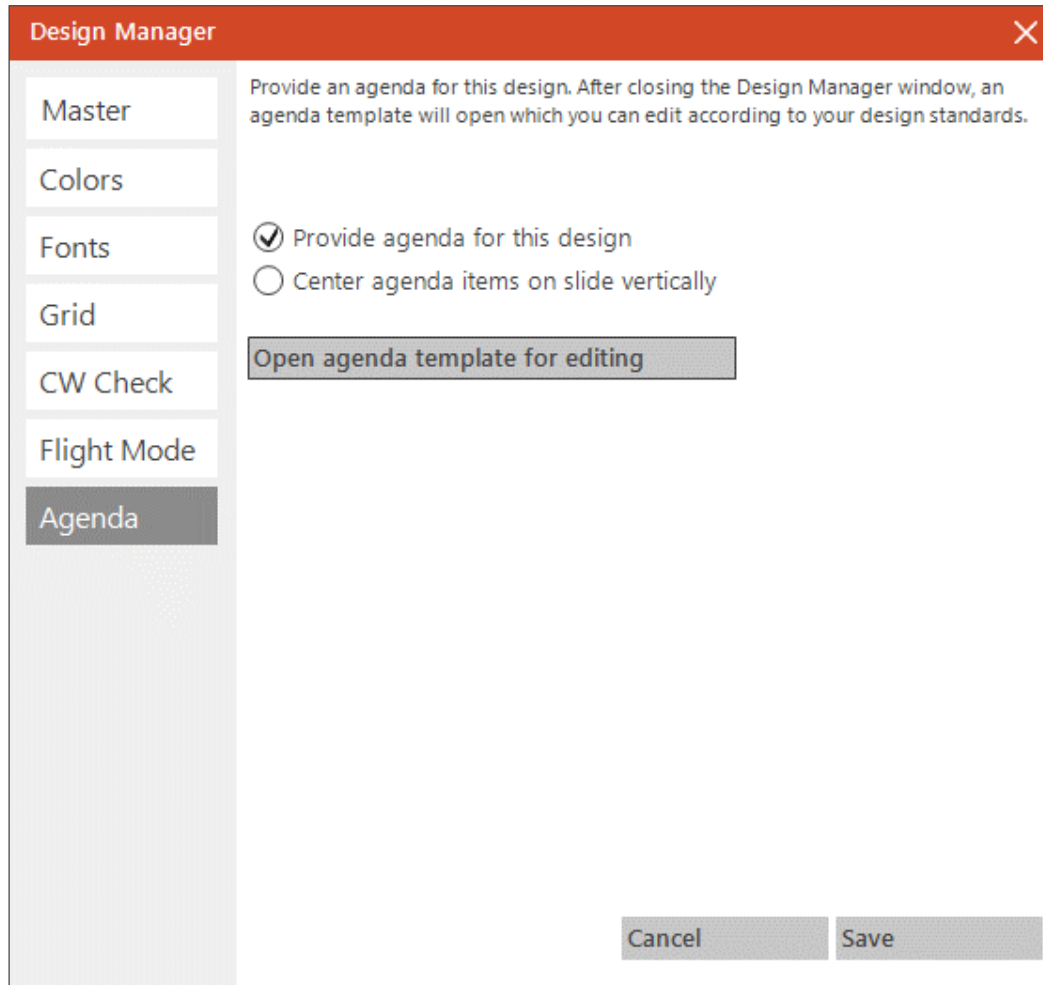 Design Manager
Master
Colors
Fonts
Grid
CW Check
Flight Mode
Agenda
Provide an agenda for this design. After closing the Design Manager window, an
agenda template will open which you can edit according to your design standards.
Provide agenda for this design
Center agenda items on slide vertically
Open agenda template for editing
Cancel
Save